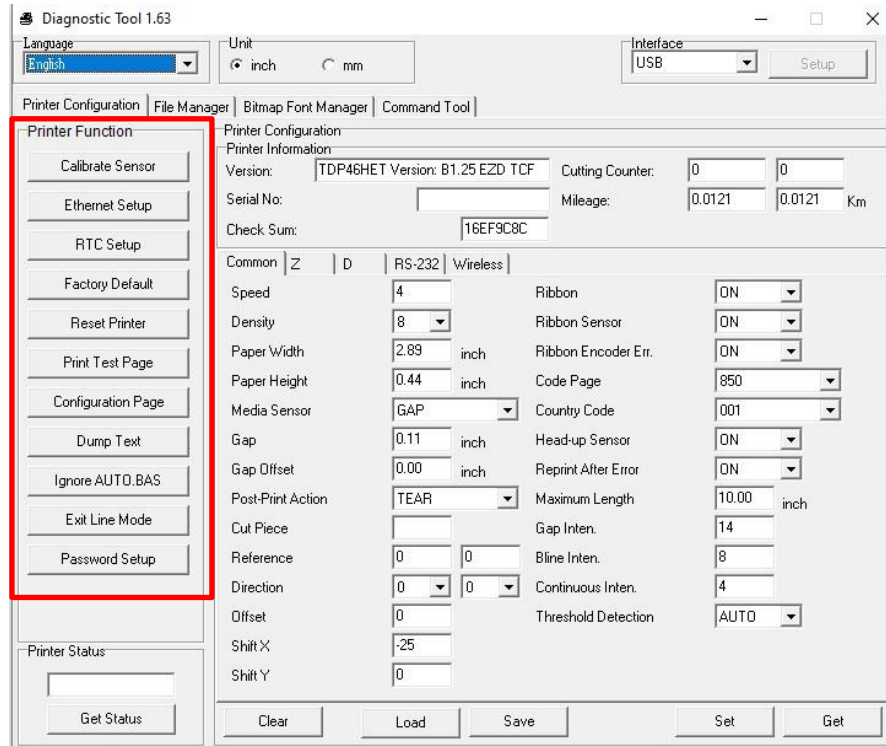 Diagnostic Tool 1.63
Language
English
Unit
inch
mm
Interface
USB
Setup
Printer Configuration
File Manager
Bitmap Font Manager
Command Tool
Printer Function
Calibrate Sensor
Ethernet Setup
RTC Setup
Factory Default
Reset Printer
Print Test Page
Configuration Page
Dump Text
Ignore AUTO.BAS
Exit Line Mode
Password Setup
Printer Status
Get Status
Printer Configuration
Printer Information
Version: TDP46HET Version: B1.25 EZD TCF
Cutting Counter: 0 0
Serial No:
Mileage: 0.0121 0.0121 Km
Check Sum: 16EF9C8C
Common Z D RS-232 Wireless
Speed 4
Density 8
Paper Width 2.89 inch
Paper Height 0.44 inch
Media Sensor GAP
Gap 0.11 inch
Gap Offset 0.00 inch
Post-Print Action TEAR
Cut Piece
Reference 0 0
Direction 0 0
Offset 0
Shift X -25
Shift Y 0
Ribbon ON
Ribbon Sensor ON
Ribbon Encoder Err. ON
Code Page 850
Country Code 001
Head-up Sensor ON
Reprint After Error ON
Maximum Length 10.00 inch
Gap Inten. 14
Bline Inten. 8
Continuous Inten. 4
Threshold Detection AUTO
Clear Load Save Set Get